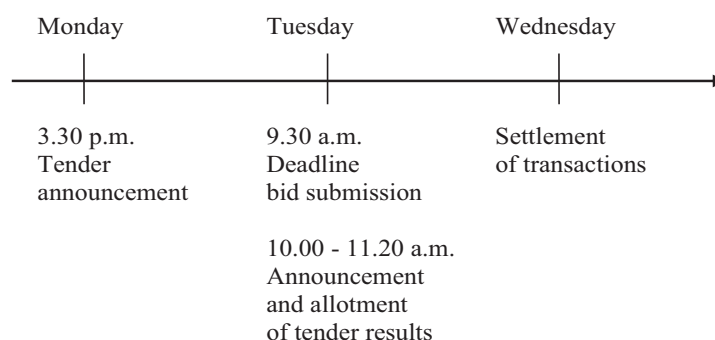 Monday
3.30 p.m.
Tender
announcement
Tuesday
9.30 a.m.
Deadline
bid submission
10.00 - 11.20 a.m.
Announcement
and allotment
of tender results
Wednesday
Settlement
of transactions